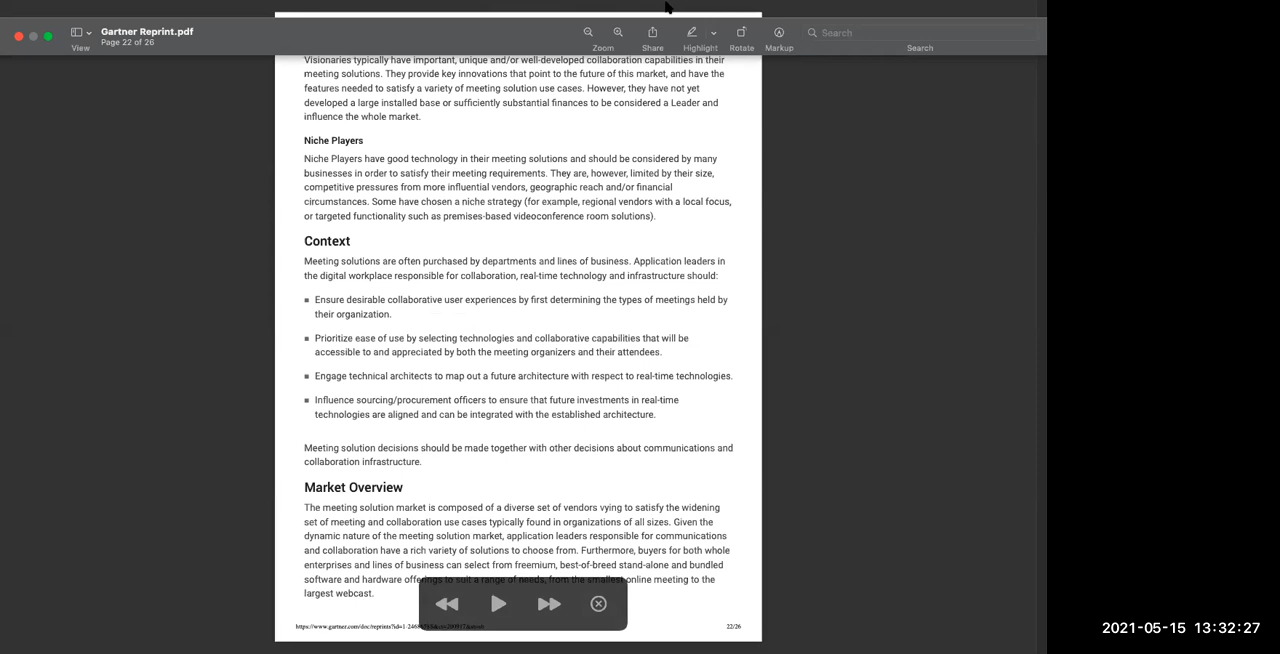 Gartner Reprint.pdf
Page 22 of 26
View
Zoom
Share
Highlight
Rotate
Markup
Search
Search
Visionaries typically have important, unique and/or well-developed collaboration capabilities in their
meeting solutions. They provide key innovations that point to the future of this market, and have the
features needed to satisfy a variety of meeting solution use cases. However, they have not yet
developed a large installed base or sufficiently substantial finances to be considered a Leader and
influence the whole market.
Niche Players
Niche Players have good technology in their meeting solutions and should be considered by many
businesses in order to satisfy their meeting requirements. They are, however, limited by their size,
competitive pressures from more influential vendors, geographic reach and/or financial
circumstances. Some have chosen a niche strategy (for example, regional vendors with a local focus,
or targeted functionality such as premises-based videoconference room solutions).
Context
Meeting solutions are often purchased by departments and lines of business. Application leaders in
the digital workplace responsible for collaboration, real-time technology and infrastructure should:
Ensure desirable collaborative user experiences by first determining the types of meetings held by
their organization.
Prioritize ease of use by selecting technologies and collaborative capabilities that will be
accessible to and appreciated by both the meeting organizers and their attendees.
Engage technical architects to map out a future architecture with respect to real-time technologies.
Influence sourcing/procurement officers to ensure that future investments in real-time
technologies are aligned and can be integrated with the established architecture.
Meeting solution decisions should be made together with other decisions about communications and
collaboration infrastructure.
Market Overview
The meeting solution market is composed of a diverse set of vendors vying to satisfy the widening
set of meeting and collaboration use cases typically found in organizations of all sizes. Given the
dynamic nature of the meeting solution market, application leaders responsible for communications
and collaboration have a rich variety of solutions to choose from. Furthermore, buyers for both whole
enterprises and lines of business can select from freemium, best-of-breed stand-alone and bundled
software and hardware offerings to suit a range of needs, from the smallest online meeting to the
largest webcast.
22/26
2021-05-15 13:32:27